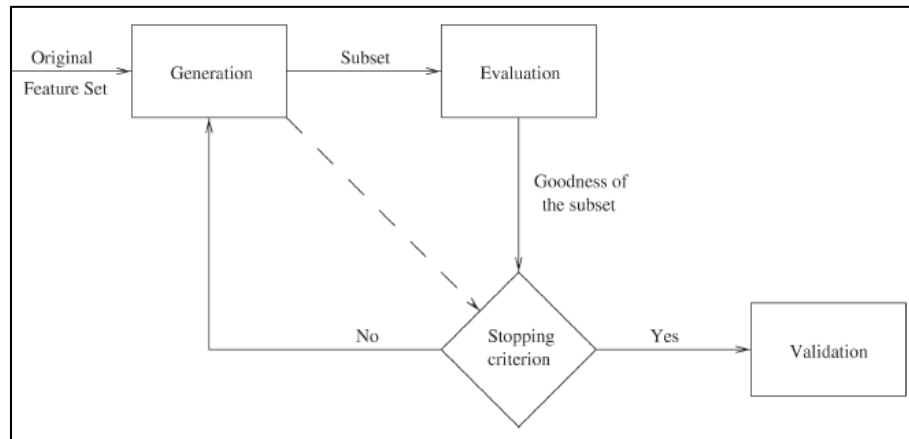 Original
Feature Set
Generation
Subset
Evaluation
Goodness of
the subset
No
Stopping
criterion
Yes
Validation